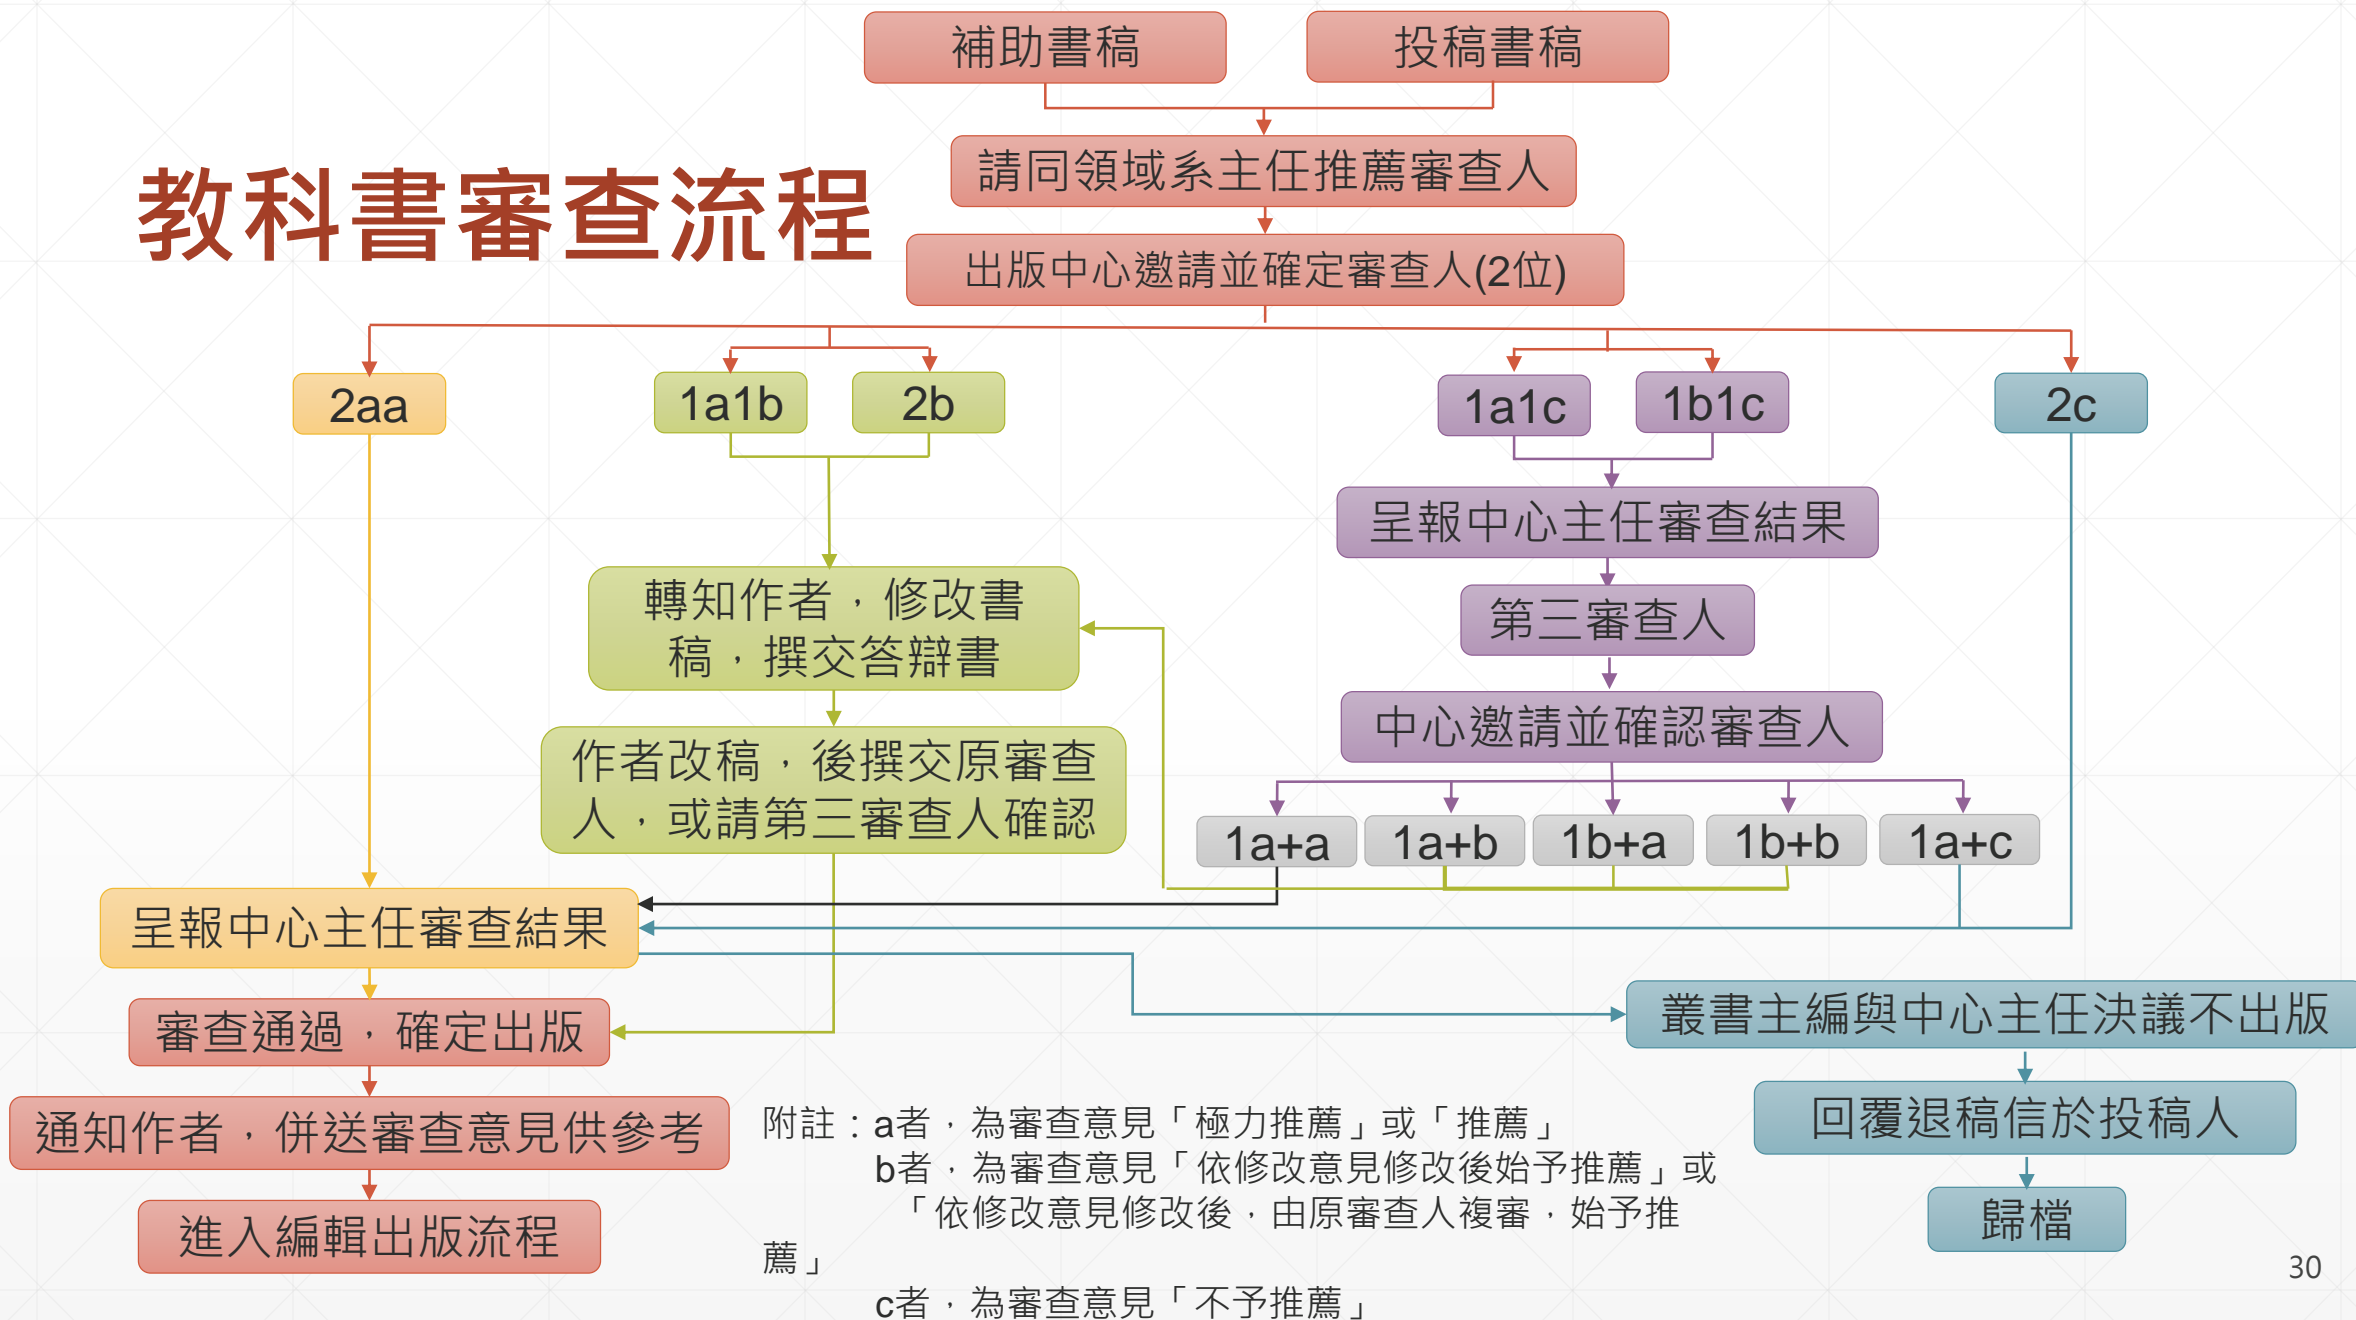 補助書稿
投稿書稿
教科書審查流程
請同領域系主任推薦審查人
出版中心邀請並確定審查人(2位)
2aa
1a1b
2b
1a1c
1b1c
2c
呈報中心主任審查結果
轉知作者，修改書
稿，撰交答辯書
第三審查人
中心邀請並確認審查人
作者改稿，後撰交原審查
人，或請第三審查人確認
1a+a
1a+b
1b+a
1b+b
1a+c
呈報中心主任審查結果
審查通過，確定出版
叢書主編與中心主任決議不出版
通知作者，併送審查意見供參考
回覆退稿信於投稿人
進入編輯出版流程
歸檔
附註：a者，為審查意見「極力推薦」或「推薦」
b者，為審查意見「依修改意見修改後始予推薦」或
「依修改意見修改後，由原審查人複審，始予推
薦」
c者，為審查意見「不予推薦」
30